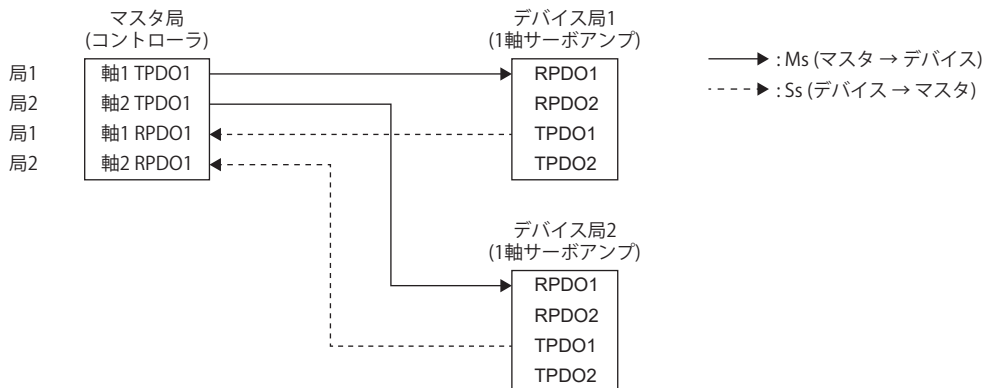 マスタ局
(コントローラ)
局1 軸1 TPDO1
局2 軸2 TPDO1
局1 軸1 RPDO1
局2 軸2 RPDO1
デバイス局1
(1軸サーボアンプ)
RPDO1
RPDO2
TPDO1
TPDO2
: Ms (マスタ → デバイス)
: Ss (デバイス → マスタ)
デバイス局2
(1軸サーボアンプ)
RPDO1
RPDO2
TPDO1
TPDO2